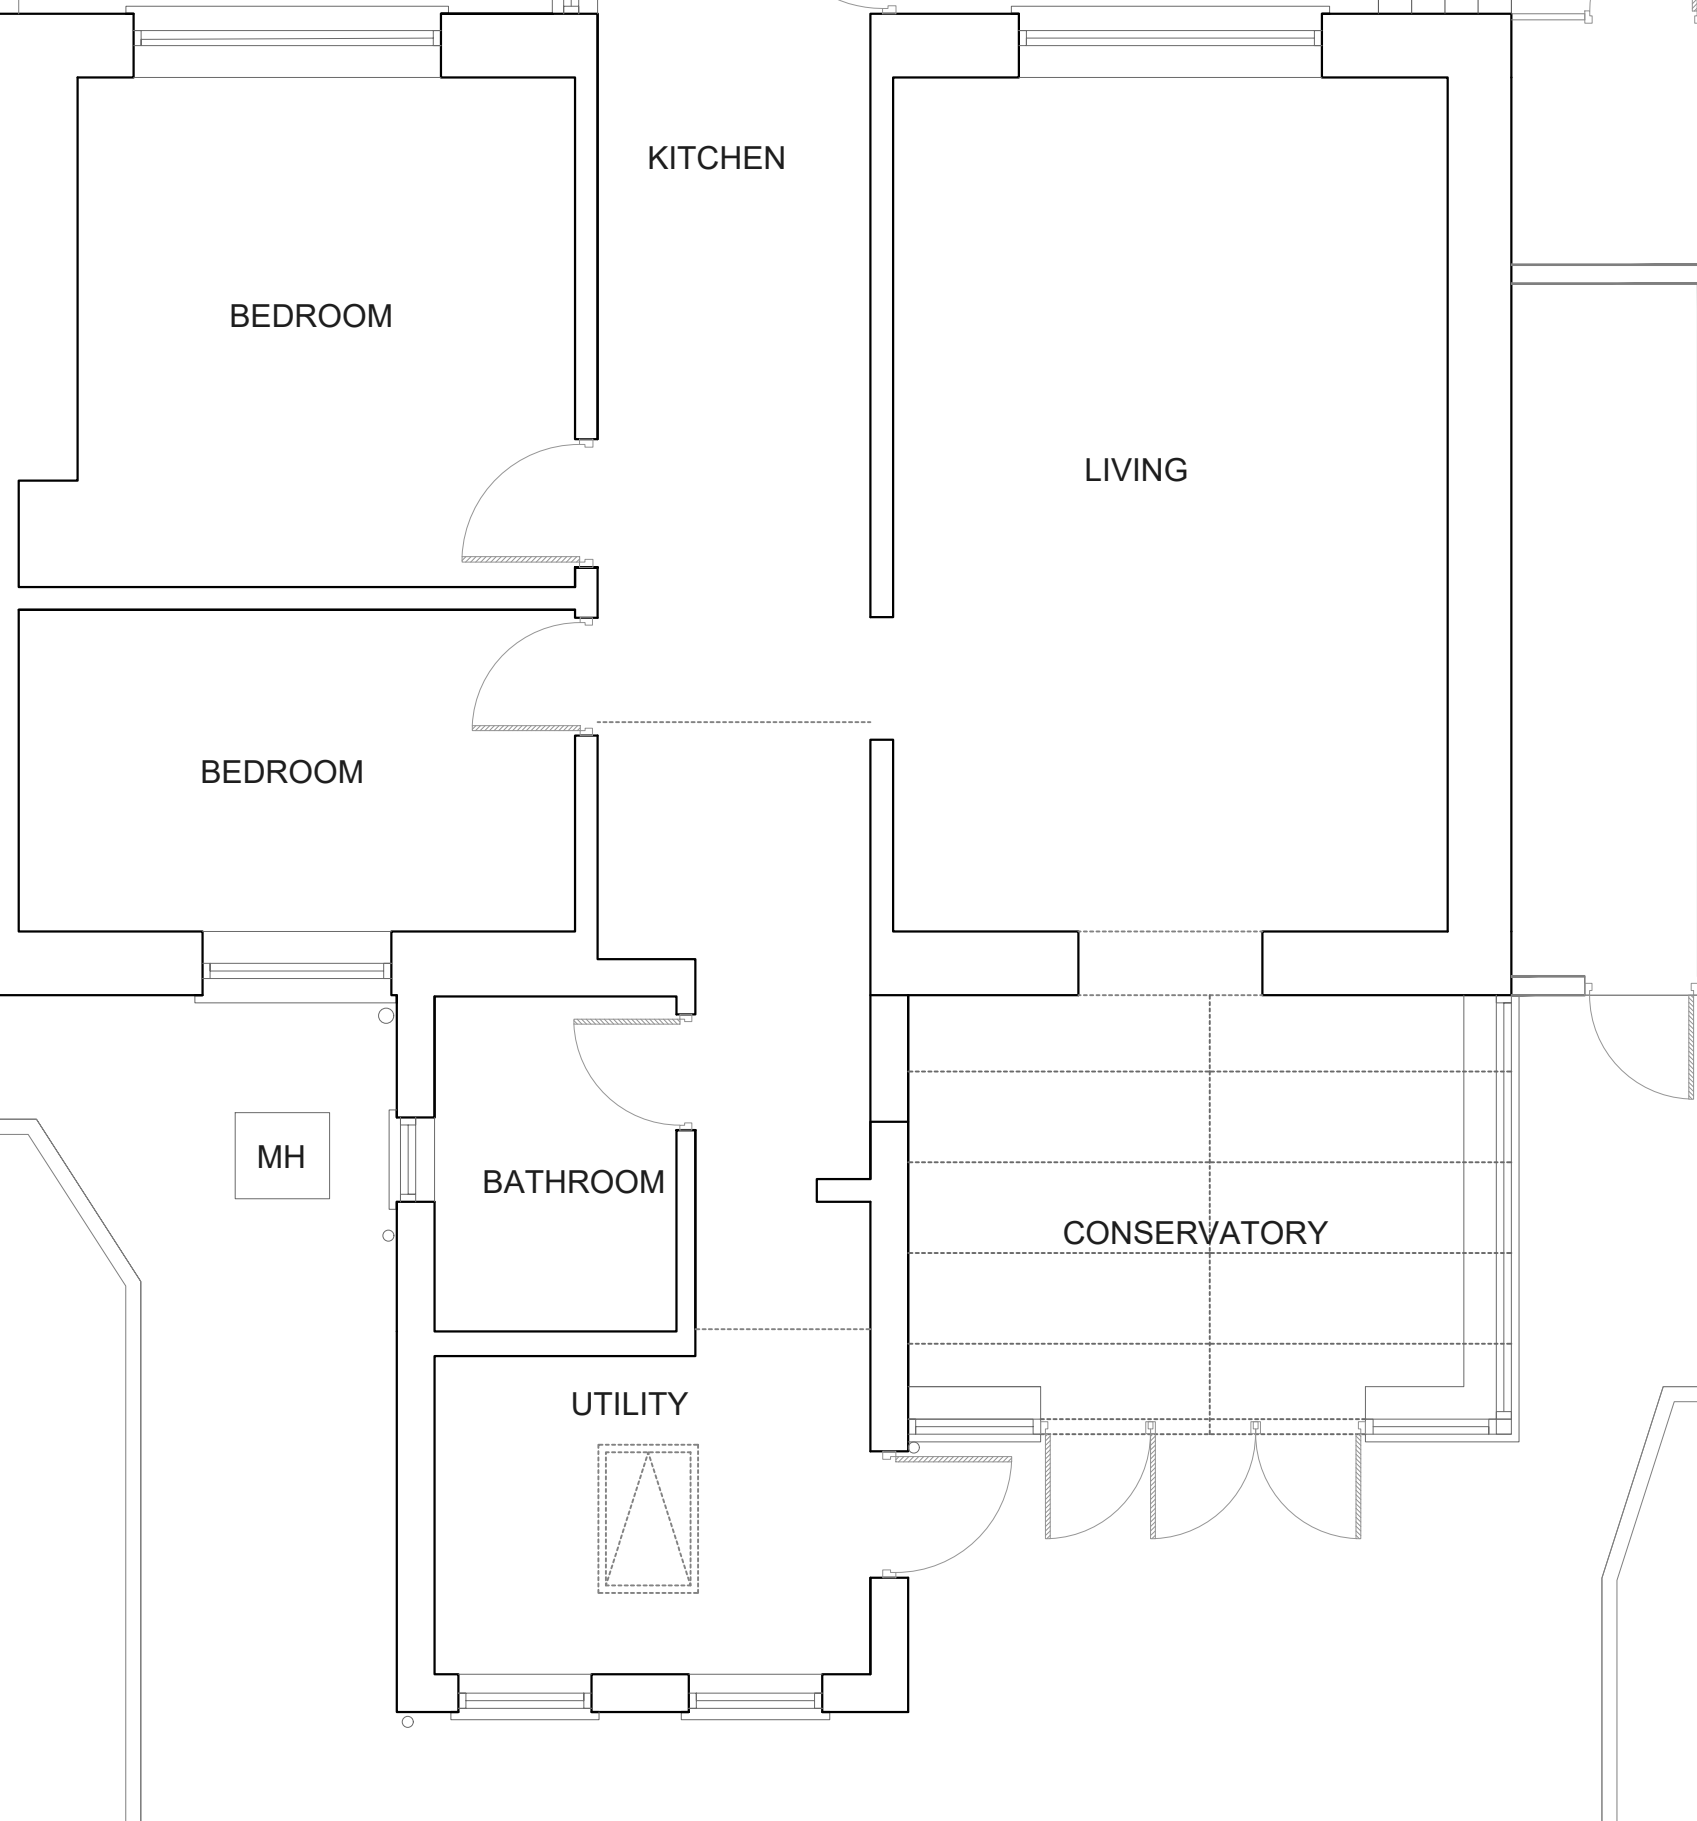 KITCHEN
BEDROOM
LIVING
BEDROOM
MH
BATHROOM
CONSERVATORY
UTILITY